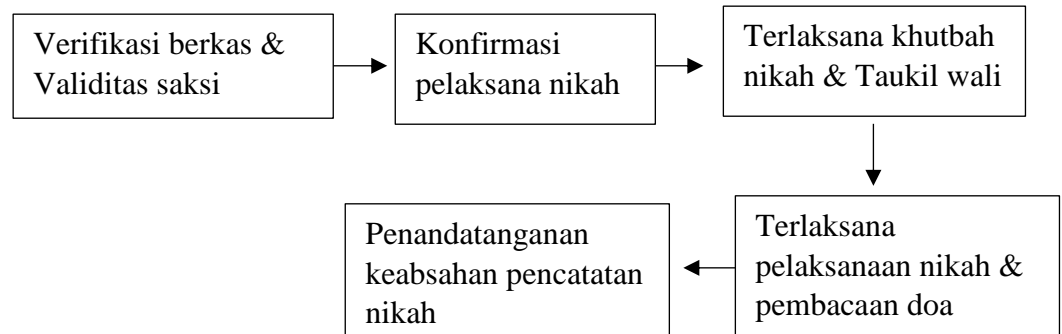 Verifikasi berkas &
Validitas saksi
Konfirmasi
pelaksana nikah
Terlaksana khutbah
nikah & Taukil wali
Terlaksana
pelaksanaan nikah &
pembacaan doa
Penandatanganan
keabsahan pencatatan
nikah